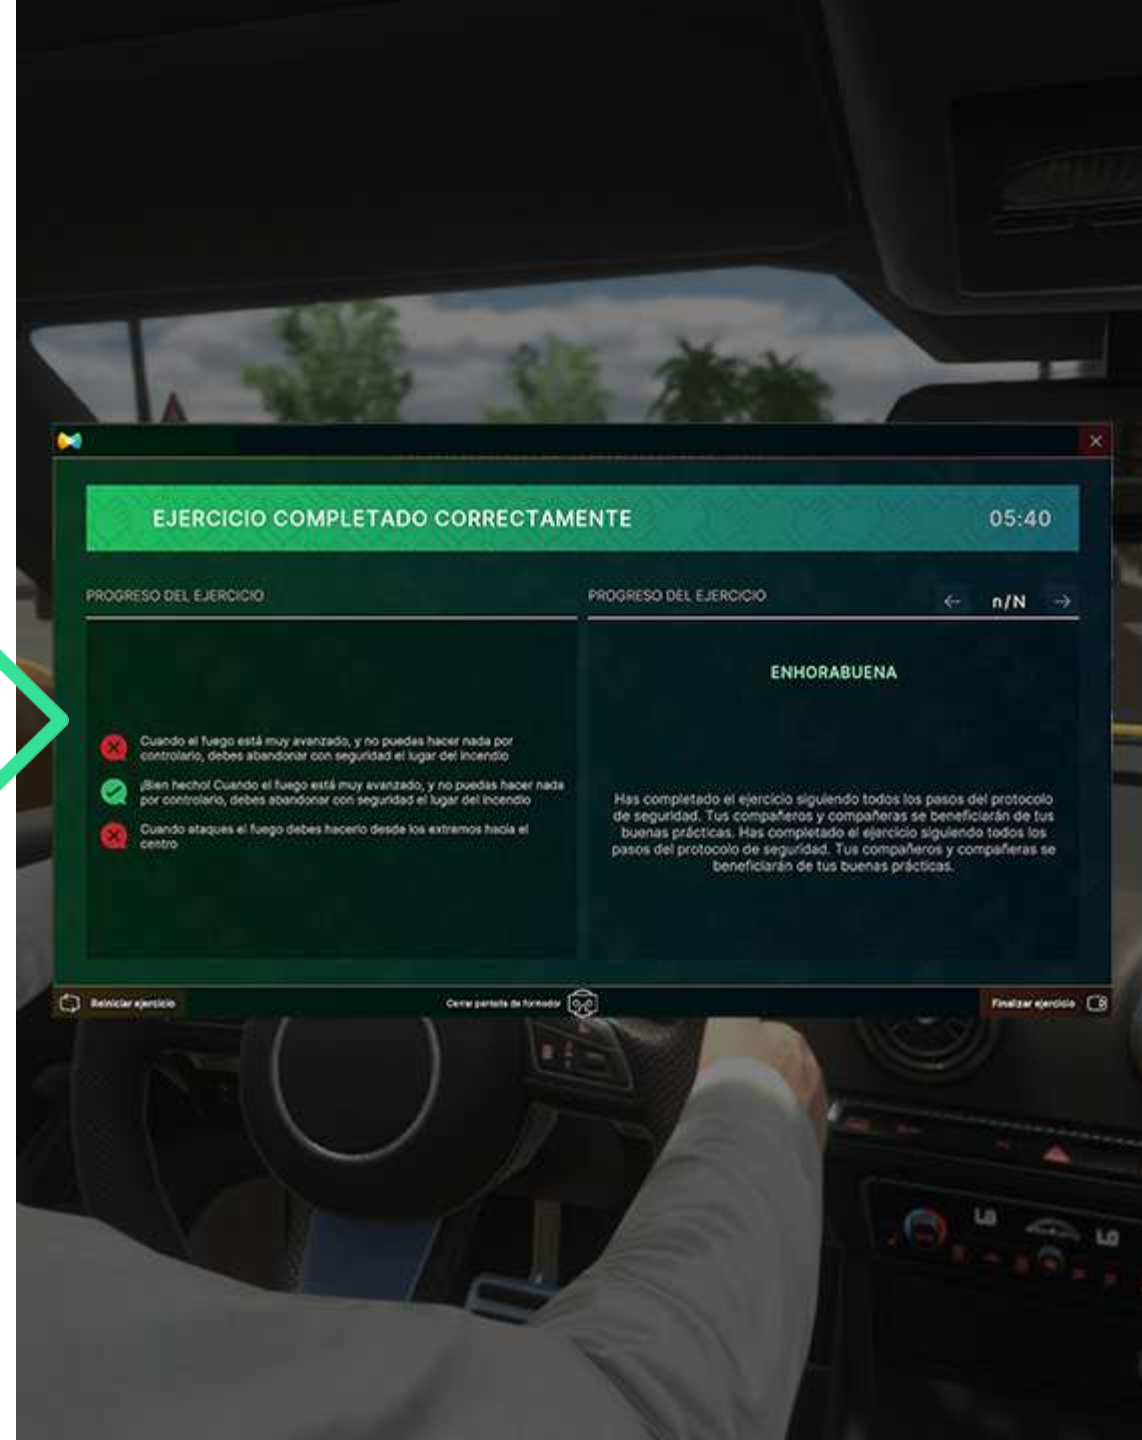 EJERCICIO COMPLETADO CORRECTAMENTE
05:40
PROGRESO DEL EJERCICIO
PROGRESO DEL EJERCICIO
n/N
ENHORABUENA
Cuando el fuego está muy avanzado, y no puedas hacer nada por
controlarlo, debes abandonar con seguridad el lugar del incendio
¡Bien hecho! Cuando el fuego está muy avanzado, y no puedas hacer nada
por controlarlo, debes abandonar con seguridad el lugar del incendio
Cuando ataques el fuego debes hacerlo desde los extremos hacia el
centro
Has completado el ejercicio siguiendo todos los pasos del protocolo
de seguridad. Tus compañeros y compañeras se beneficiarán de tus
buenas prácticas. Has completado el ejercicio siguiendo todos los
pasos del protocolo de seguridad. Tus compañeros y compañeras se
beneficiarán de tus buenas prácticas.
Reiniciar ejercicio
Cerrar pantalla de formador
Finalizar ejercicio
LO
LO